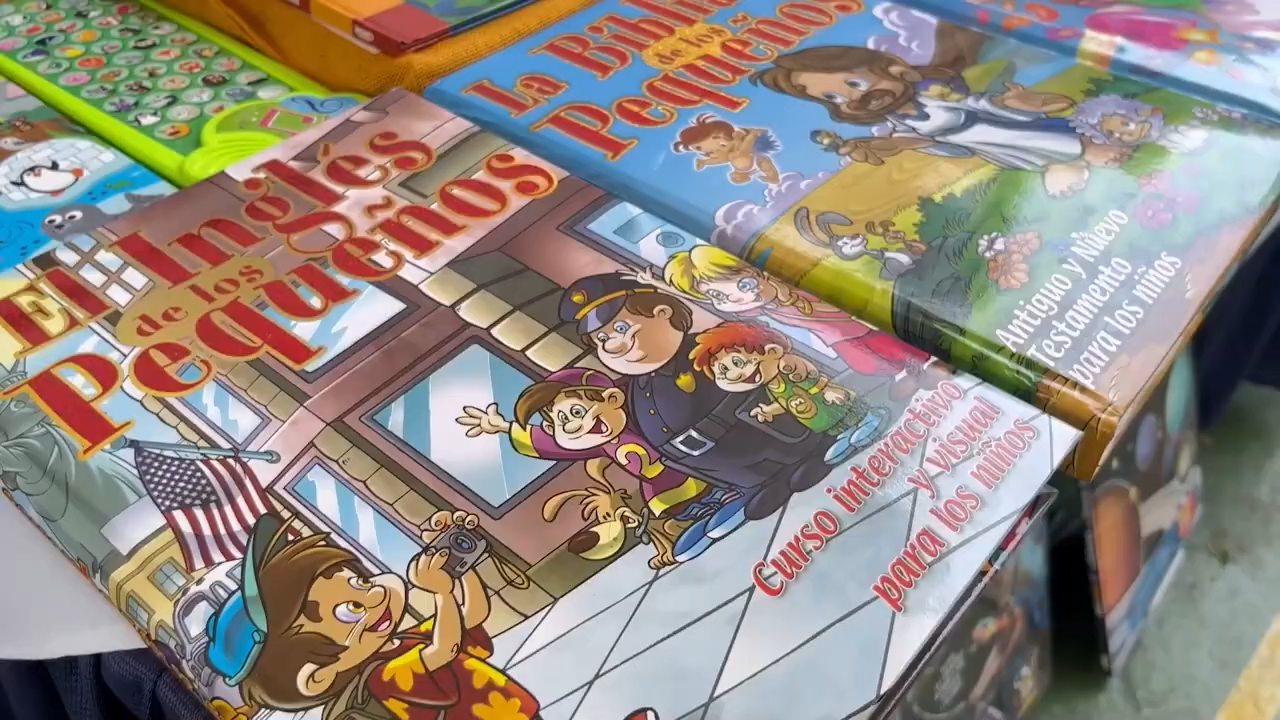 El Inglés
de los
Pequeños
Curso interactivo
y visual
para los niños
La Biblia
de los
Pequeños
Antiguo y Nuevo
Testamento
para los niños
2